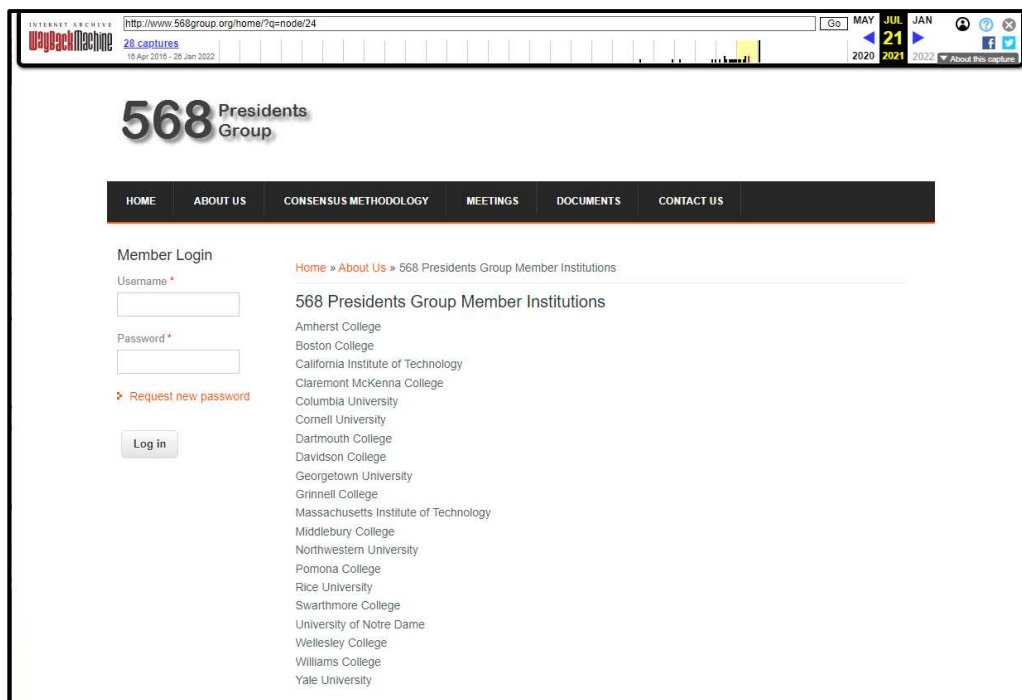 INTERNET ARCHIVE
WayBackMachine
http://www.568group.org/home/?q=node/24
Go
28 captures
16 Apr 2016 - 26 Jan 2022
MAY JUL JAN
21
2020 2021 2022
About this capture
568 Presidents Group
HOME ABOUT US CONSENSUS METHODOLOGY MEETINGS DOCUMENTS CONTACT US
Member Login
Username *
Password *
Request new password
Log in
Home » About Us » 568 Presidents Group Member Institutions
568 Presidents Group Member Institutions
Amherst College
Boston College
California Institute of Technology
Claremont McKenna College
Columbia University
Cornell University
Dartmouth College
Davidson College
Georgetown University
Grinnell College
Massachusetts Institute of Technology
Middlebury College
Northwestern University
Pomona College
Rice University
Swarthmore College
University of Notre Dame
Wellesley College
Williams College
Yale University